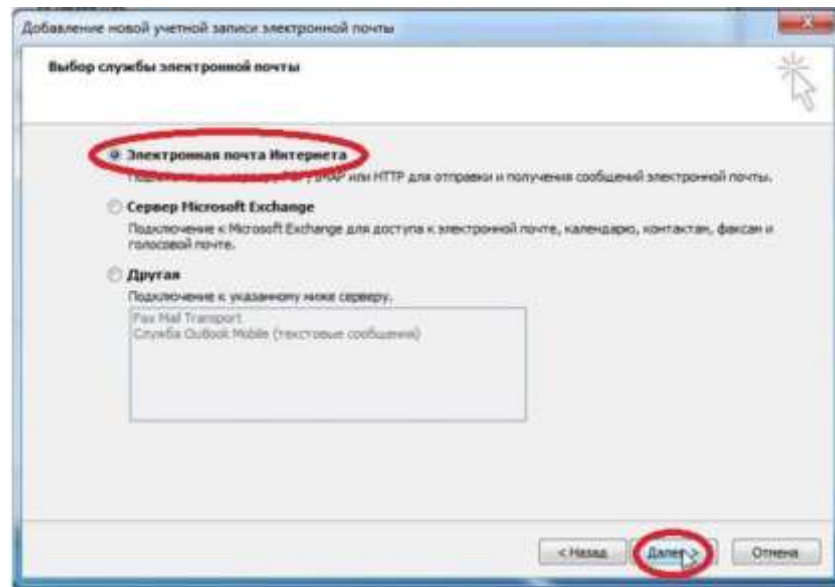 Добавление новой учетной записи электронной почты
Выбор службы электронной почты
Электронная почта Интернета
IMAP или HTTP для отправки и получения сообщений электронной почты.
Сервер Microsoft Exchange
Подключение к Microsoft Exchange для доступа к электронной почте, календарю, контактам, факсам и
голосовой почте.
Другая
Подключение к указанному ниже серверу.
Fax Mail Transport
Служба Outlook Mobile (текстовые сообщения)
< Назад
Далее >
Отмена